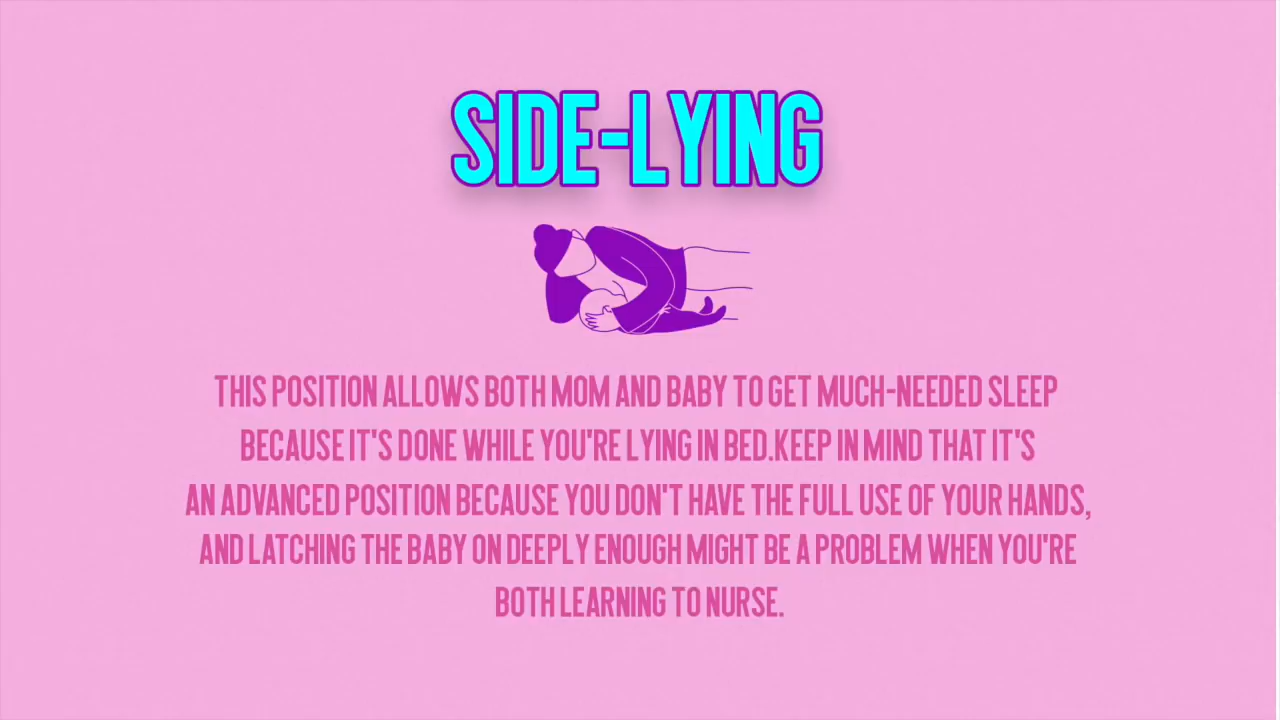 SIDE-LYING
THIS POSITION ALLOWS BOTH MOM AND BABY TO GET MUCH-NEEDED SLEEP
BECAUSE IT'S DONE WHILE YOU'RE LYING IN BED.KEEP IN MIND THAT IT'S
AN ADVANCED POSITION BECAUSE YOU DON'T HAVE THE FULL USE OF YOUR HANDS,
AND LATCHING THE BABY ON DEEPLY ENOUGH MIGHT BE A PROBLEM WHEN YOU'RE
BOTH LEARNING TO NURSE.